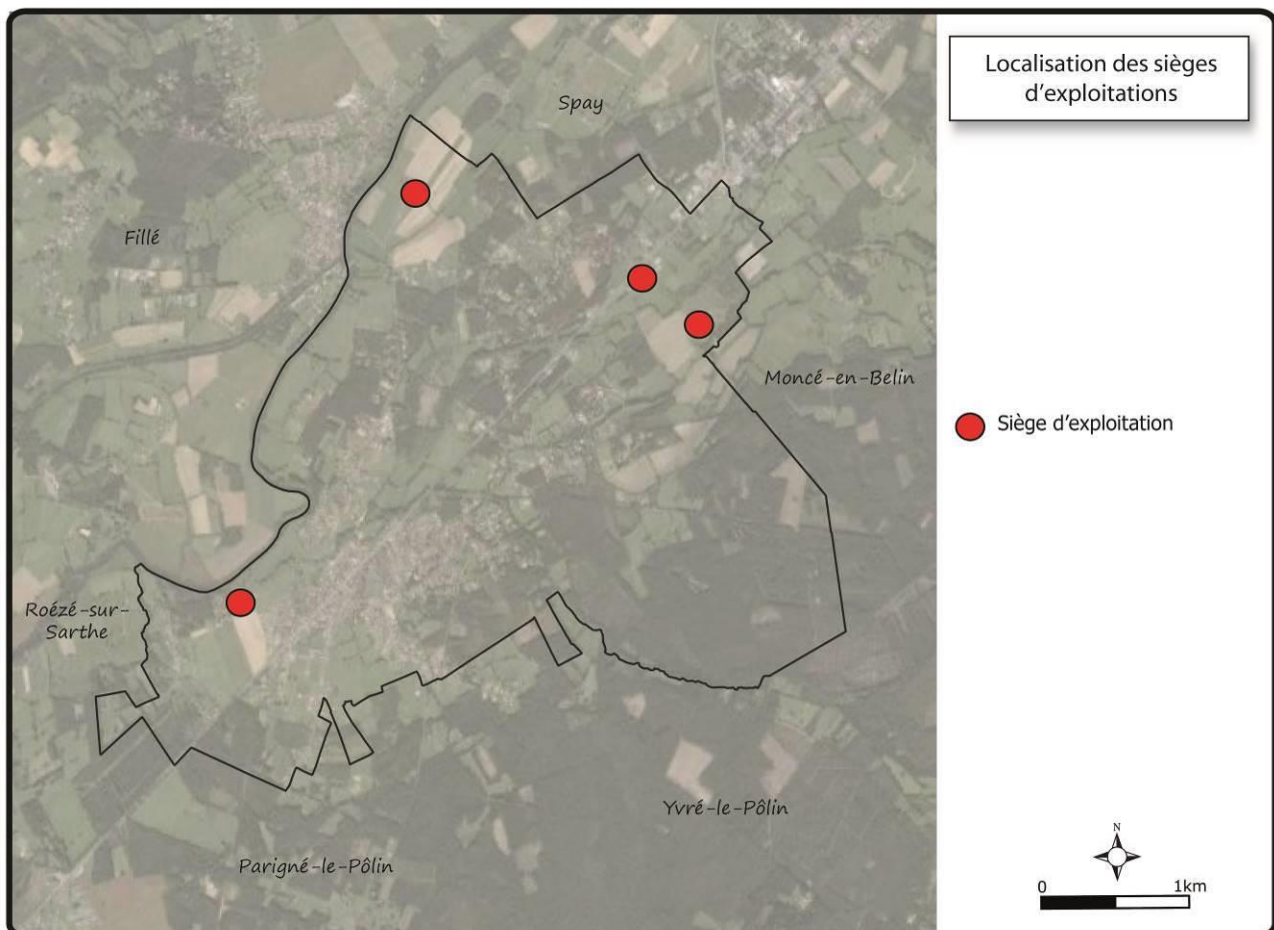 Localisation des sièges
d'exploitations
Spay
Fillé
Moncé-en-Belin
Siège d'exploitation
Roézé-sur-
Sarthe
Yvré-le-Pôlin
Parigné-le-Pôlin
N
0 1km